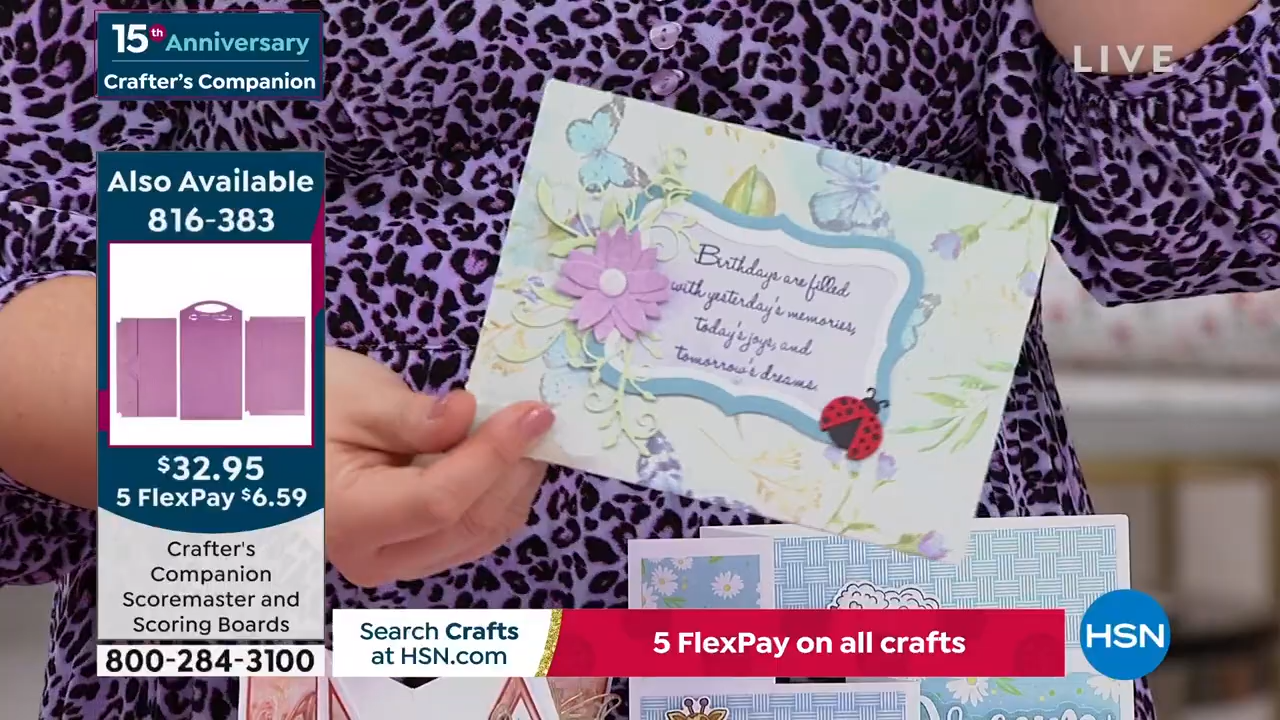 15th Anniversary
Crafter's Companion
LIVE
Also Available
816-383
$32.95
5 FlexPay $6.59
Crafter's
Companion
Scoremaster and
Scoring Boards
800-284-3100
Birthdays are filled
with yesterday's memories,
today's joys, and
tomorrow's dreams.
Search Crafts
at HSN.com
5 FlexPay on all crafts
HSN